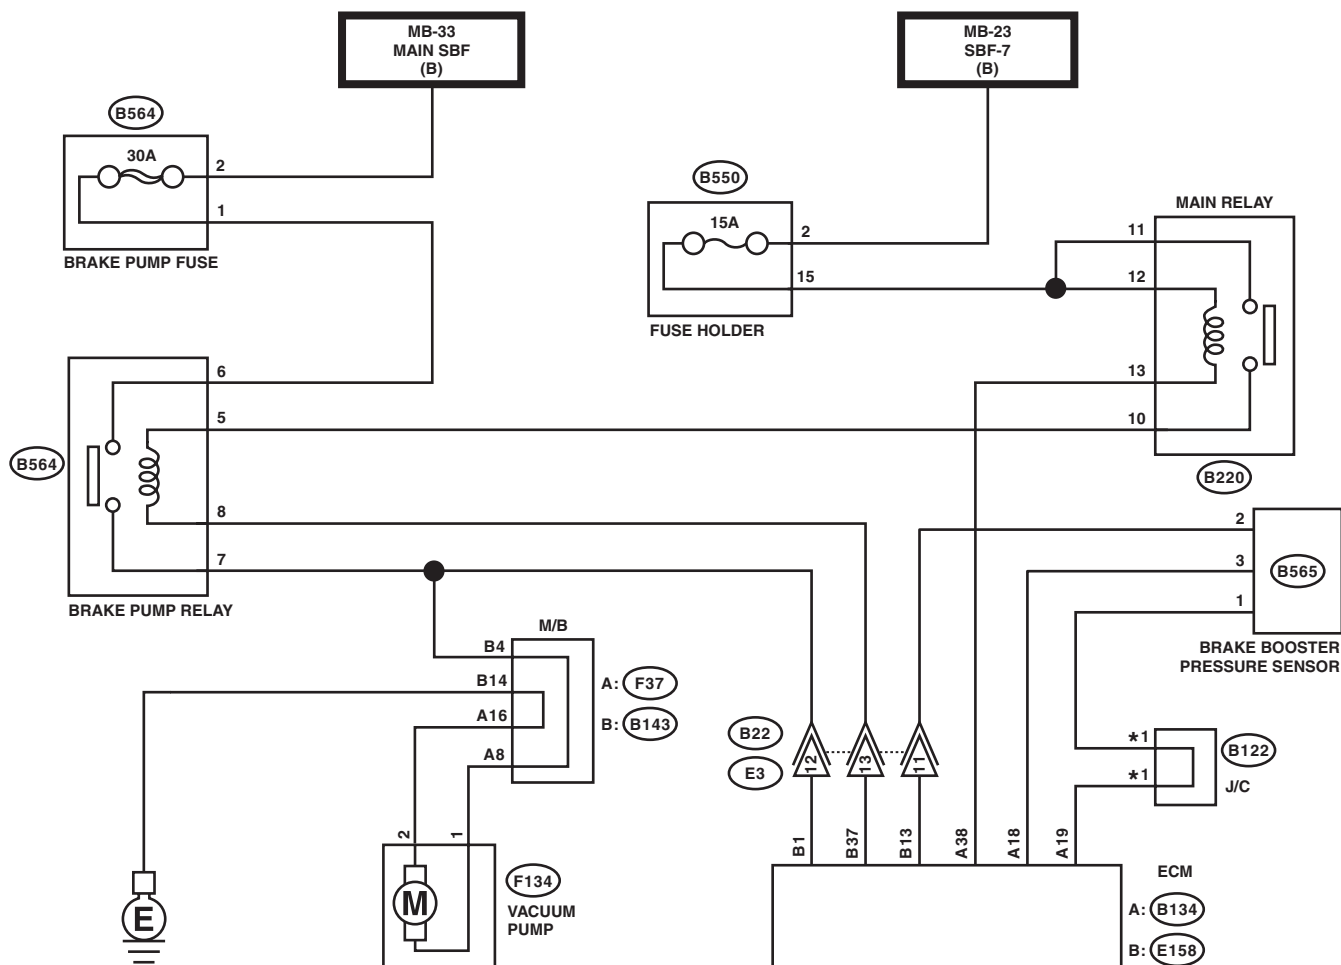 MB-33
MAIN SBF
(B)
MB-23
SBF-7
(B)
B564
30A
2
1
BRAKE PUMP FUSE
B550
15A
2
15
FUSE HOLDER
MAIN RELAY
11
12
13
10
B220
6
5
B564
8
7
BRAKE PUMP RELAY
2
3
1
B565
BRAKE BOOSTER
PRESSURE SENSOR
M/B
B4
B14
A16
A8
A: F37
B: B143
B22
E3
12
13
11
*1
*1
B122
J/C
2
1
M
F134
VACUUM
PUMP
E
B1
B37
B13
A38
A18
A19
ECM
A: B134
B: E158